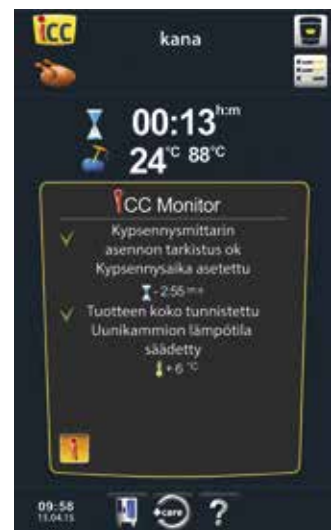 iCC
kana
00:13 h:m
24 °C 88 °C
iCC Monitor
Kypsennysmittarin
asennon tarkistus ok
Kypsennysaika asetettu
- 2:55 m:s
Tuotteen koko tunnistettu
Uunikammion lämpötila
säädetty
+ 6 °C
09:58
15.04.15
+care
?